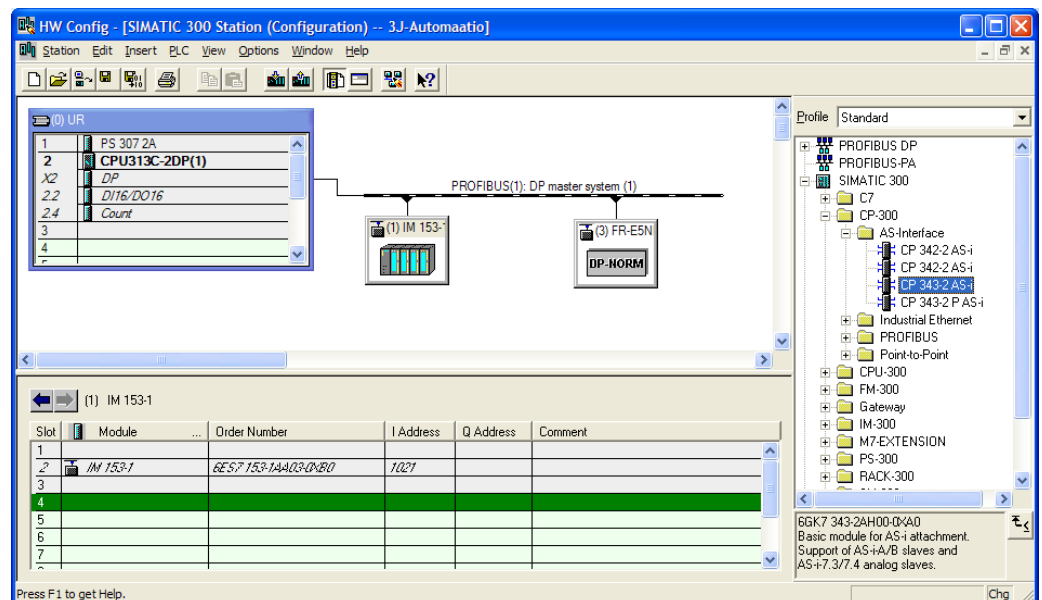 HW Config - [SIMATIC 300 Station (Configuration) -- 3J-Automaatio]
Station Edit Insert PLC View Options Window Help
(0) UR
1 PS 307 2A
2 CPU313C-2DP(1)
X2 DP
2.2 DI16/DO16
2.4 Count
3
4
PROFIBUS(1): DP master system (1)
(1) IM 153-1
(3) FR-E5N
DP-NORM
Profile Standard
PROFIBUS DP
PROFIBUS-PA
SIMATIC 300
C7
CP-300
AS-Interface
CP 342-2 AS-i
CP 342-2 AS-i
CP 343-2 AS-i
CP 343-2 P AS-i
Industrial Ethernet
PROFIBUS
Point-to-Point
CPU-300
FM-300
Gateway
IM-300
M7-EXTENSION
PS-300
RACK-300
(1) IM 153-1
Slot Module ... Order Number I Address Q Address Comment
1
2 IM 153-1 6ES7 153-1AA03-0XB0 1021
3
4
5
6
7
6GK7 343-2AH00-0XA0
Basic module for AS-i attachment.
Support of AS-i-A/B slaves and
AS-i-7.3/7.4 analog slaves.
Press F1 to get Help.
Chg